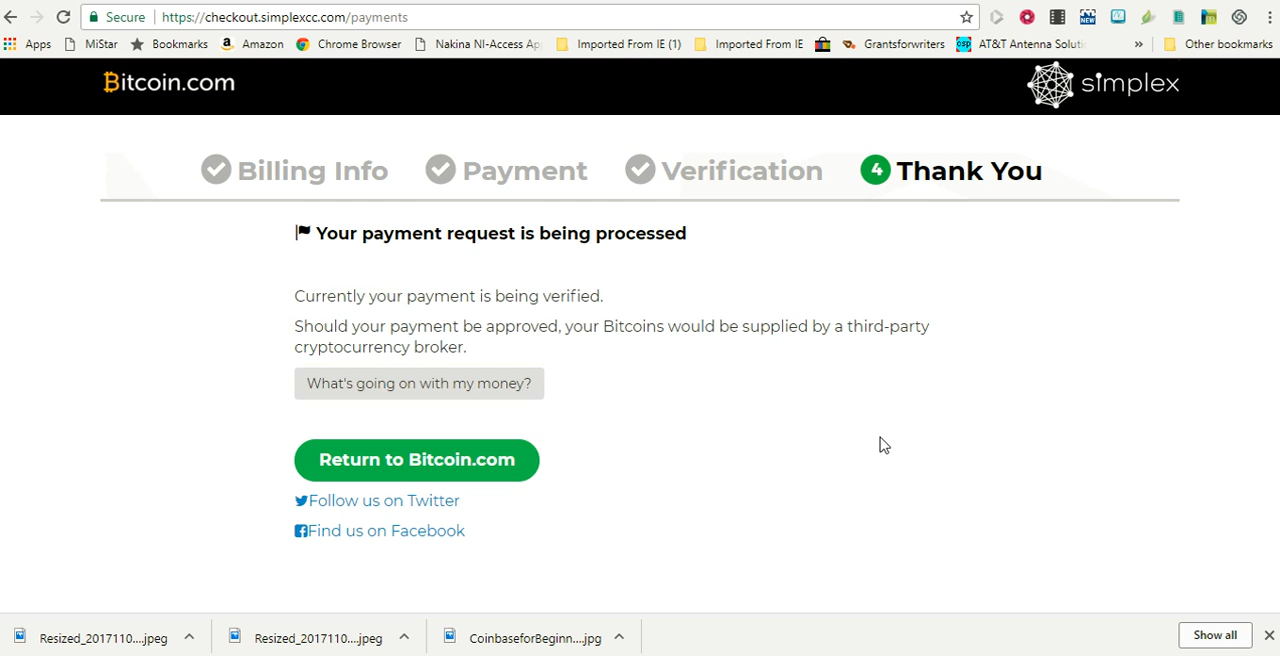 Secure https://checkout.simplexcc.com/payments
Apps MiStar Bookmarks Amazon Chrome Browser Nakina NI-Access Ap Imported From IE (1) Imported From IE Grantsforwriters osp AT&T Antenna Soluti » Other bookmarks
Bitcoin.com simplex
Billing Info Payment Verification 4 Thank You
Your payment request is being processed
Currently your payment is being verified.
Should your payment be approved, your Bitcoins would be supplied by a third-party
cryptocurrency broker.
What's going on with my money?
Return to Bitcoin.com
Follow us on Twitter
Find us on Facebook
Resized_2017110....jpeg Resized_2017110....jpeg CoinbaseforBeginn....jpg Show all